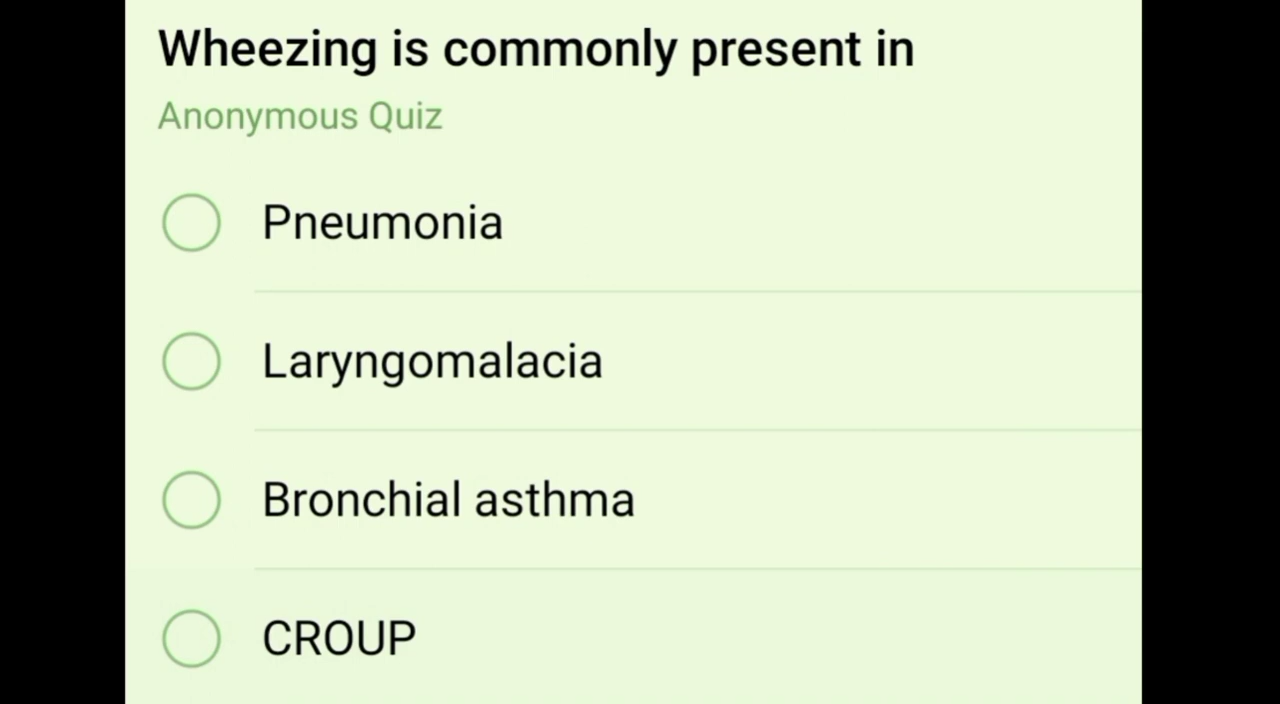 Wheezing is commonly present in
Anonymous Quiz
Pneumonia
Laryngomalacia
Bronchial asthma
CROUP